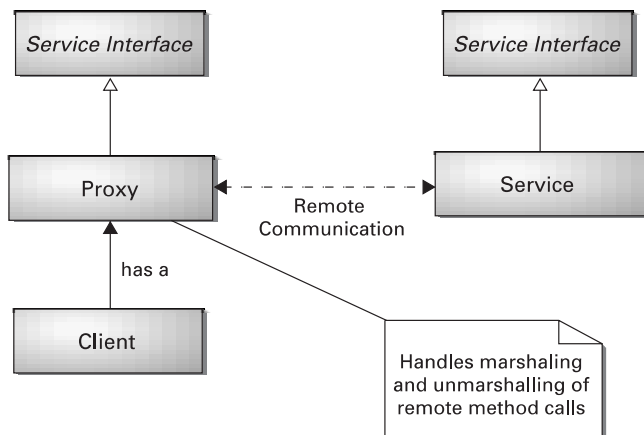 Service Interface
Service Interface
Proxy
Service
Remote
Communication
has a
Client
Handles marshaling
and unmarshalling of
remote method calls